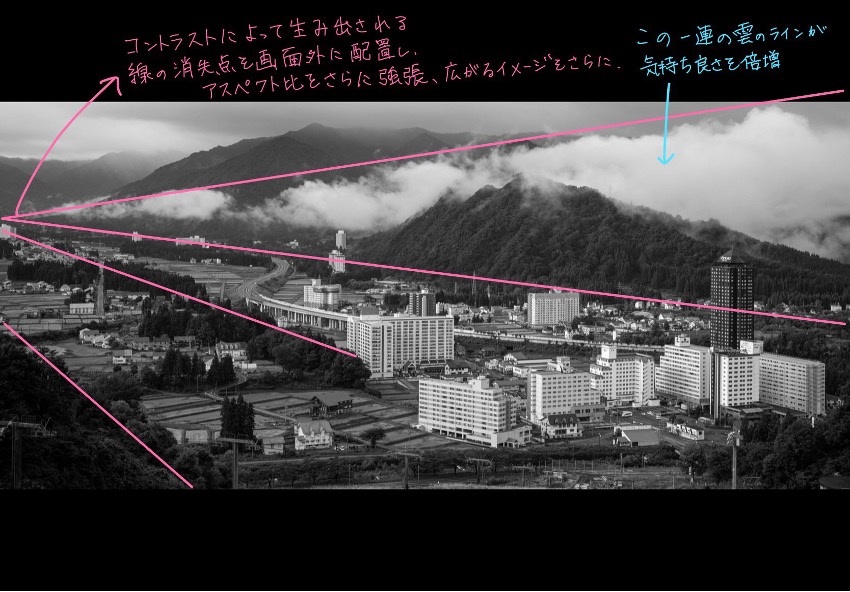 コントラストによって生み出される
線の消失点を画面外に配置し、
アスペクト比をさらに強張、広がるイメージをさらに．
この一連の雲のラインが
気持ち良さを倍増